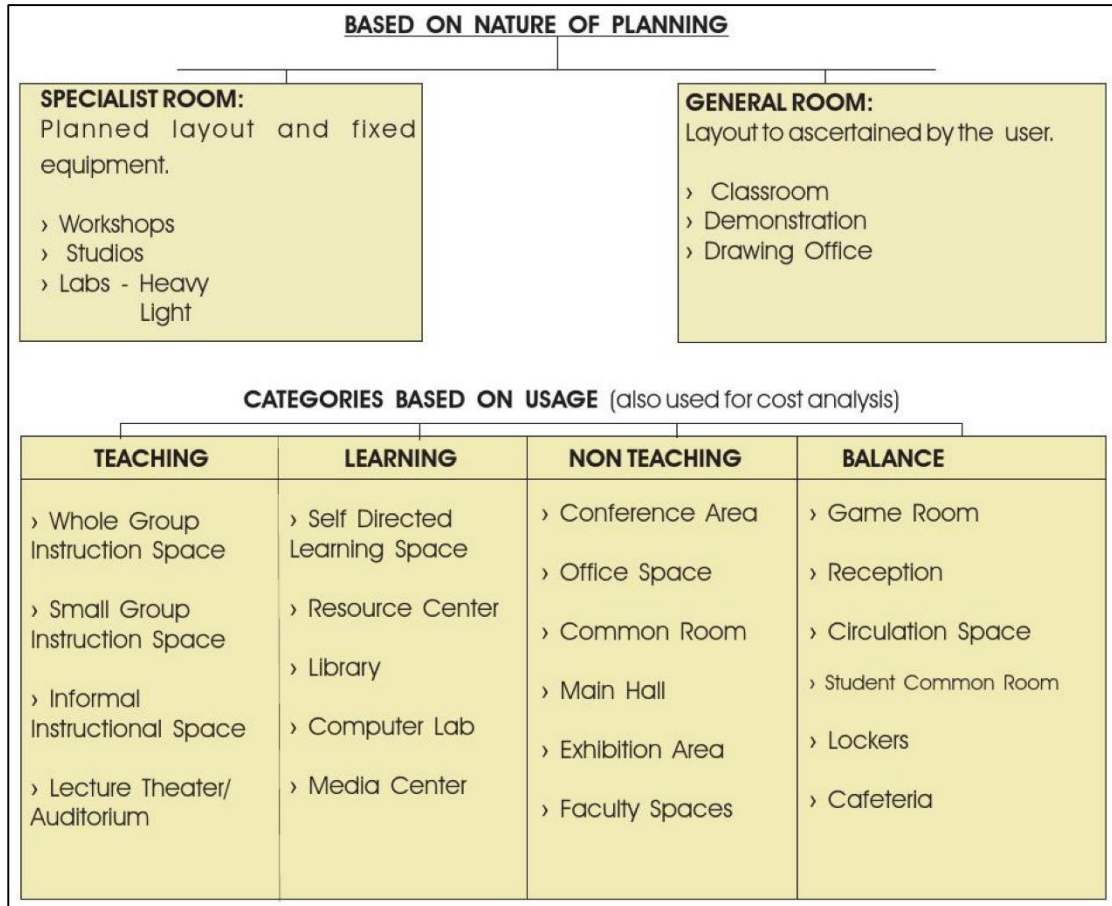 BASED ON NATURE OF PLANNING
SPECIALIST ROOM:
Planned layout and fixed
equipment.
› Workshops
› Studios
› Labs - Heavy
Light
GENERAL ROOM:
Layout to ascertained by the user.
› Classroom
› Demonstration
› Drawing Office
CATEGORIES BASED ON USAGE (also used for cost analysis)
TEACHING
› Whole Group
Instruction Space
› Small Group
Instruction Space
› Informal
Instructional Space
› Lecture Theater/
Auditorium
LEARNING
› Self Directed
Learning Space
› Resource Center
› Library
› Computer Lab
› Media Center
NON TEACHING
› Conference Area
› Office Space
› Common Room
› Main Hall
› Exhibition Area
› Faculty Spaces
BALANCE
› Game Room
› Reception
› Circulation Space
› Student Common Room
› Lockers
› Cafeteria